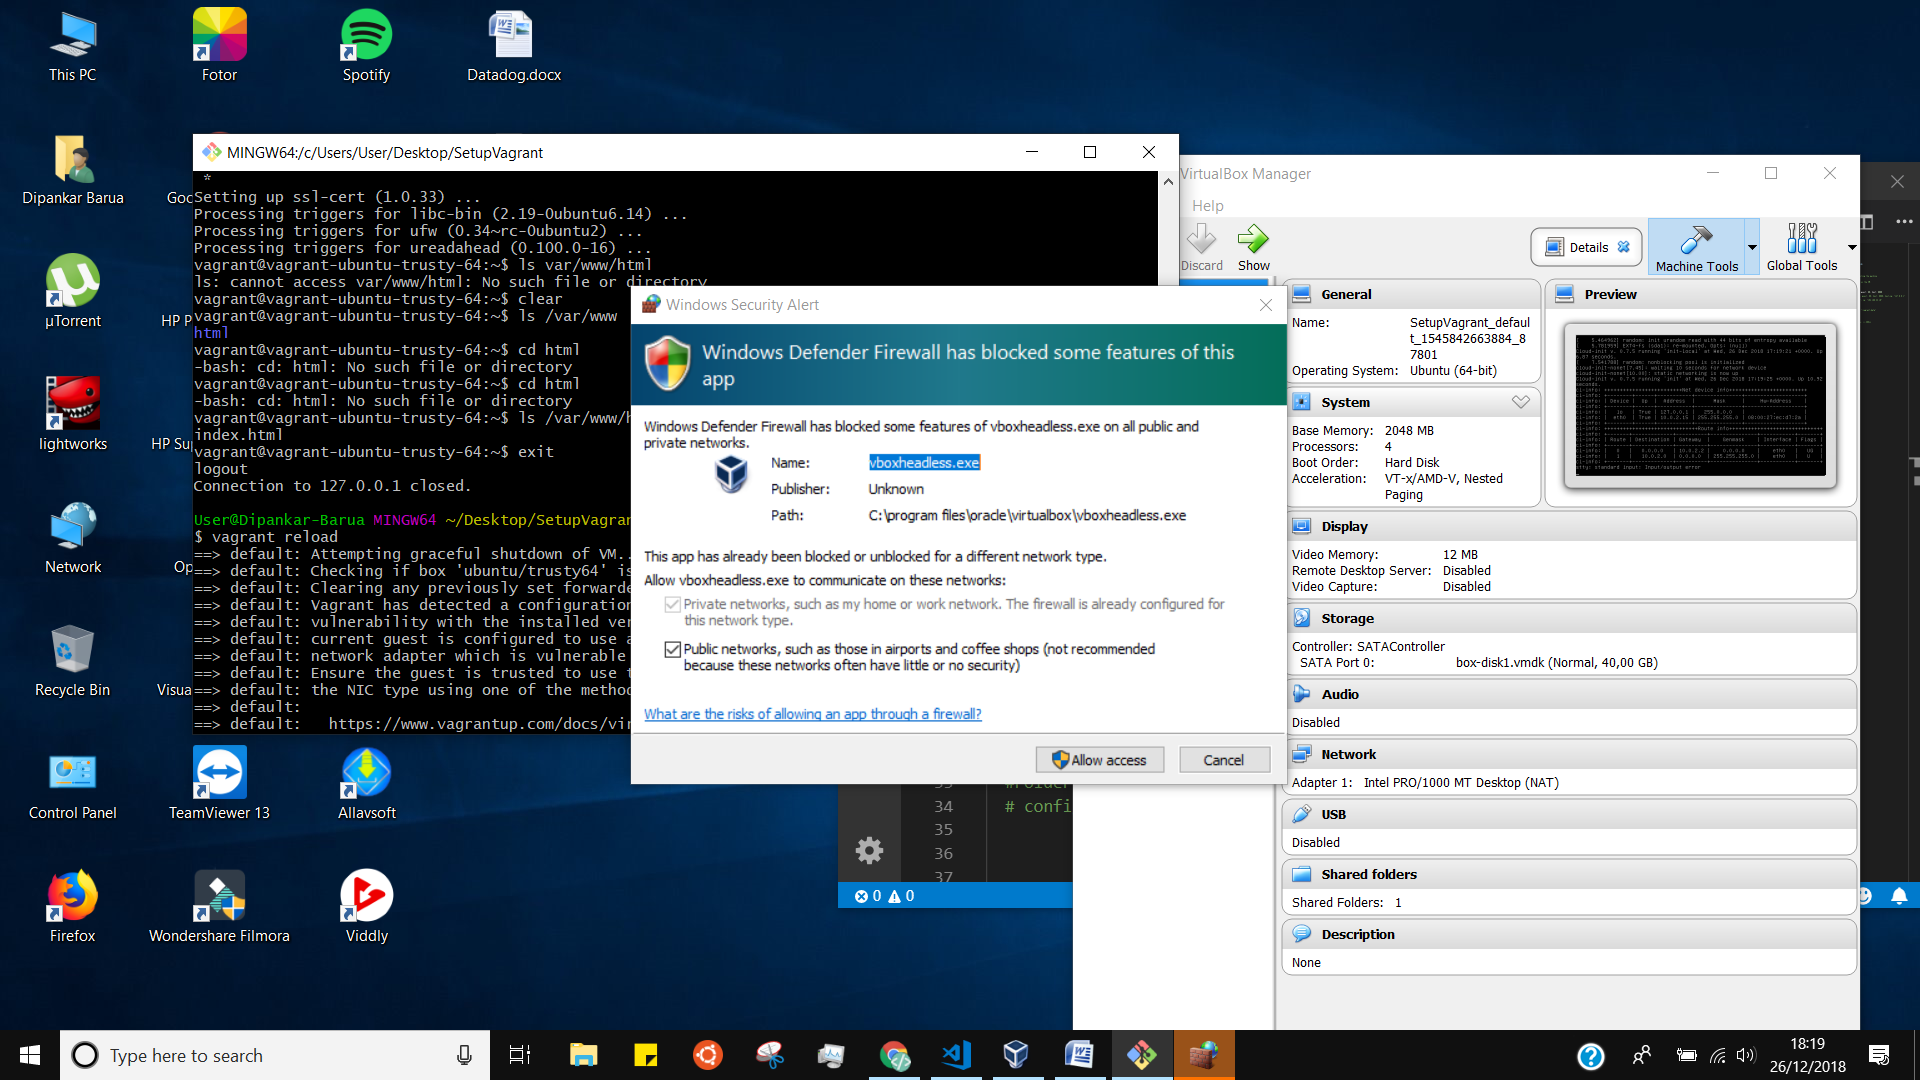 This PC
Fotor
Spotify
Datadog.docx
Dipankar Barua
Goo
µTorrent
HP P
lightworks
HP Sup
Network
Op
Recycle Bin
Visua
Control Panel
TeamViewer 13
Allavsoft
Firefox
Wondershare Filmora
Viddly
MINGW64:/c/Users/User/Desktop/SetupVagrant
*
Setting up ssl-cert (1.0.33) ...
Processing triggers for libc-bin (2.19-0ubuntu6.14) ...
Processing triggers for ufw (0.34~rc-0ubuntu2) ...
Processing triggers for ureadahead (0.100.0-16) ...
vagrant@vagrant-ubuntu-trusty-64:~$ ls var/www/html
ls: cannot access var/www/html: No such file or directory
vagrant@vagrant-ubuntu-trusty-64:~$ clear
vagrant@vagrant-ubuntu-trusty-64:~$ ls /var/www
html
vagrant@vagrant-ubuntu-trusty-64:~$ cd html
-bash: cd: html: No such file or directory
vagrant@vagrant-ubuntu-trusty-64:~$ cd html
-bash: cd: html: No such file or directory
vagrant@vagrant-ubuntu-trusty-64:~$ ls /var/www/h
index.html
vagrant@vagrant-ubuntu-trusty-64:~$ exit
logout
Connection to 127.0.0.1 closed.
User@Dipankar-Barua MINGW64 ~/Desktop/SetupVagran
$ vagrant reload
==> default: Attempting graceful shutdown of VM..
==> default: Checking if box 'ubuntu/trusty64' is
==> default: Clearing any previously set forwarde
==> default: Vagrant has detected a configuration
==> default: vulnerability with the installed ver
==> default: current guest is configured to use a
==> default: network adapter which is vulnerable
==> default: Ensure the guest is trusted to use t
==> default: the NIC type using one of the method
==> default:
==> default:   https://www.vagrantup.com/docs/vir
Windows Security Alert
Windows Defender Firewall has blocked some features of this
app
Windows Defender Firewall has blocked some features of vboxheadless.exe on all public and
private networks.
Name: vboxheadless.exe
Publisher: Unknown
Path: C:\program files\oracle\virtualbox\vboxheadless.exe
This app has already been blocked or unblocked for a different network type.
Allow vboxheadless.exe to communicate on these networks:
Private networks, such as my home or work network. The firewall is already configured for
this network type.
Public networks, such as those in airports and coffee shops (not recommended
because these networks often have little or no security)
What are the risks of allowing an app through a firewall?
Allow access
Cancel
VirtualBox Manager
Help
Discard
Show
Details
Machine Tools
Global Tools
General
Name: SetupVagrant_defaul
t_1545842663884_8
7801
Operating System: Ubuntu (64-bit)
Preview
System
Base Memory: 2048 MB
Processors: 4
Boot Order: Hard Disk
Acceleration: VT-x/AMD-V, Nested
Paging
Display
Video Memory: 12 MB
Remote Desktop Server: Disabled
Video Capture: Disabled
Storage
Controller: SATAController
SATA Port 0: box-disk1.vmdk (Normal, 40,00 GB)
Audio
Disabled
Network
Adapter 1: Intel PRO/1000 MT Desktop (NAT)
USB
Disabled
Shared folders
Shared Folders: 1
Description
None
34 # confi
35
36
37
0 0
Type here to search
18:19
26/12/2018